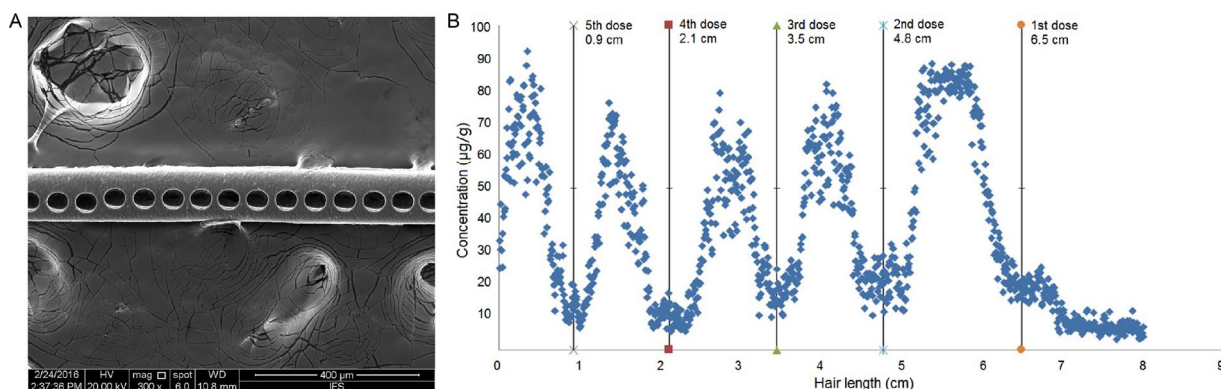 A
2/24/2016 HV mag □ spot WD 400 µm
2:37:36 PM 20.00 kV 300 x 6.0 10.8 mm IFS
B
5th dose
0.9 cm
4th dose
2.1 cm
3rd dose
3.5 cm
2nd dose
4.8 cm
1st dose
6.5 cm
Concentration (µg/g)
100
90
80
70
60
50
40
30
20
10
0 1 2 3 4 5 6 7 8 9
Hair length (cm)